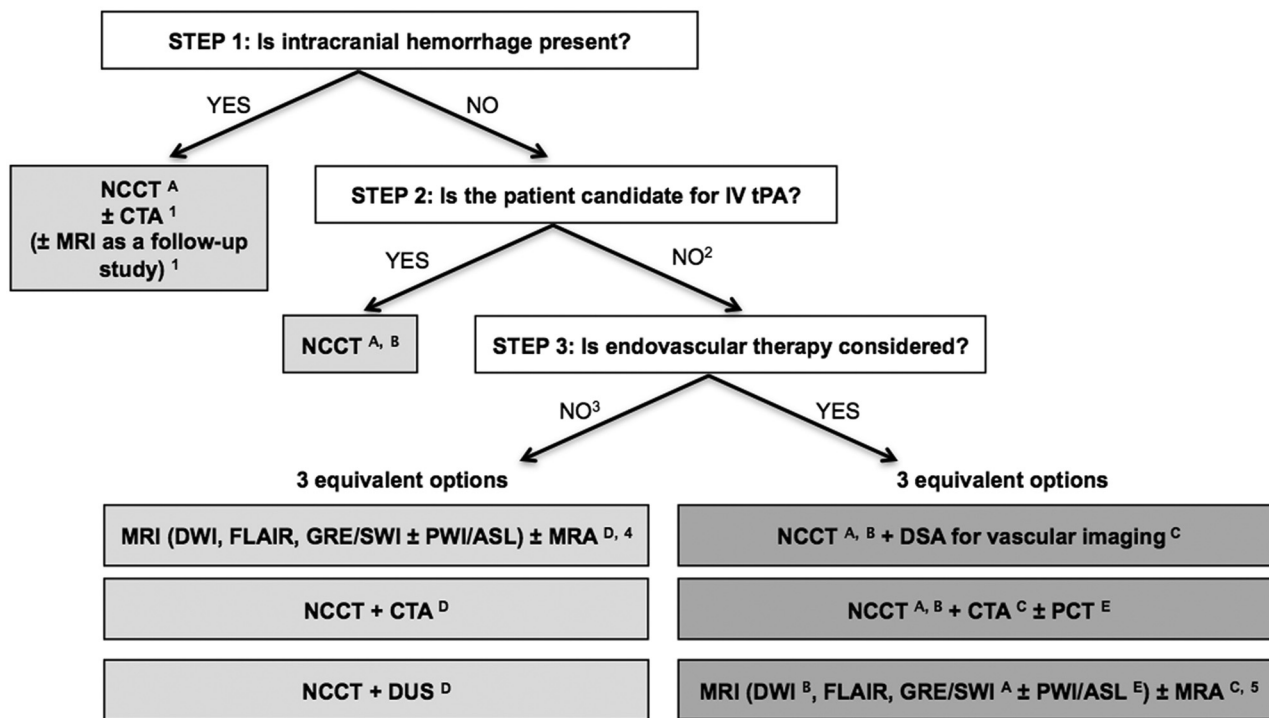 STEP 1: Is intracranial hemorrhage present?
YES
NO
NCCT A
± CTA 1
(± MRI as a follow-up
study) 1
STEP 2: Is the patient candidate for IV tPA?
YES
NO2
NCCT A, B
STEP 3: Is endovascular therapy considered?
NO3
YES
3 equivalent options
3 equivalent options
MRI (DWI, FLAIR, GRE/SWI ± PWI/ASL) ± MRA D, 4
NCCT A, B + DSA for vascular imaging C
NCCT + CTA D
NCCT A, B + CTA C ± PCT E
NCCT + DUS D
MRI (DWI B, FLAIR, GRE/SWI A ± PWI/ASL E) ± MRA C, 5